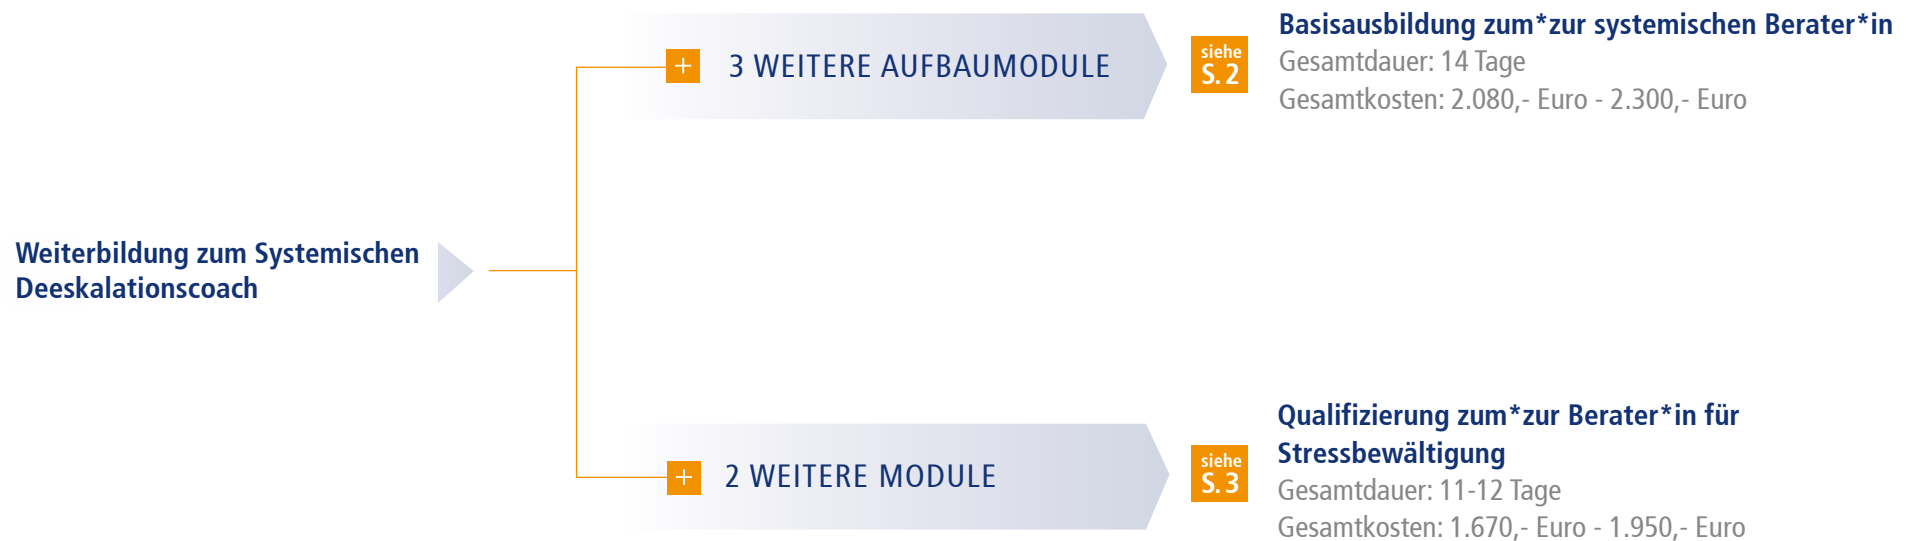 Weiterbildung zum Systemischen
Deeskalationscoach
+
3 WEITERE AUFBAUMODULE
siehe
S. 2
Basisausbildung zum*zur systemischen Berater*in
Gesamtdauer: 14 Tage
Gesamtkosten: 2.080,- Euro - 2.300,- Euro
+
2 WEITERE MODULE
siehe
S. 3
Qualifizierung zum*zur Berater*in für
Stressbewältigung
Gesamtdauer: 11-12 Tage
Gesamtkosten: 1.670,- Euro - 1.950,- Euro